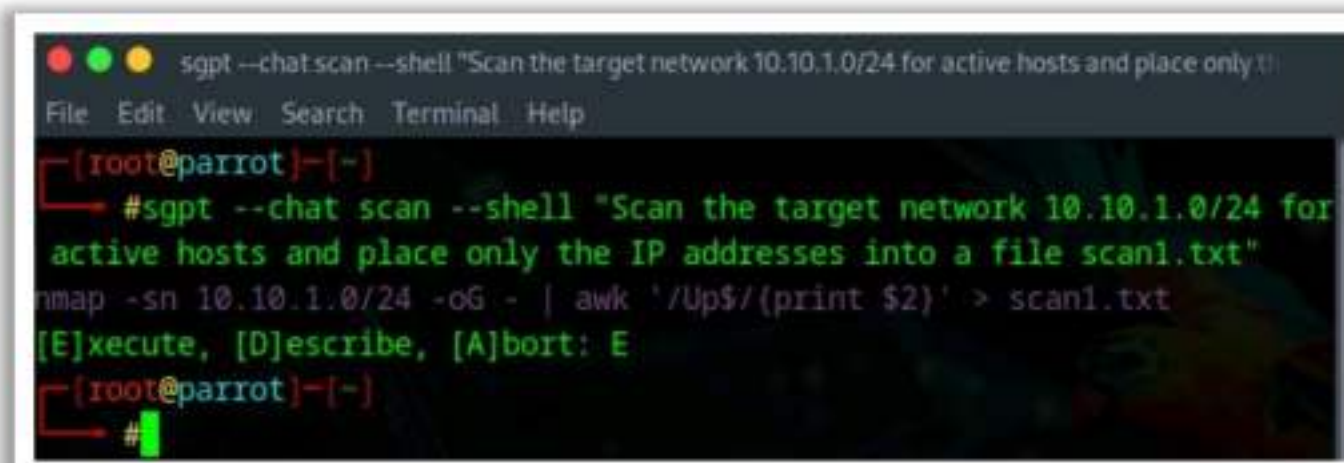 sgpt --chat scan --shell "Scan the target network 10.10.1.0/24 for active hosts and place only th
File Edit View Search Terminal Help
[root@parrot]─[~]
#sgpt --chat scan --shell "Scan the target network 10.10.1.0/24 for
active hosts and place only the IP addresses into a file scan1.txt"
nmap -sn 10.10.1.0/24 -oG - | awk '/Up$/{print $2}' > scan1.txt
[E]xecute, [D]escribe, [A]bort: E
[root@parrot]─[~]
#